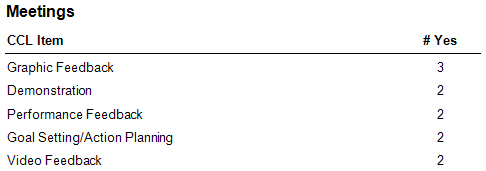 Meetings
CCL Item # Yes
Graphic Feedback 3
Demonstration 2
Performance Feedback 2
Goal Setting/Action Planning 2
Video Feedback 2